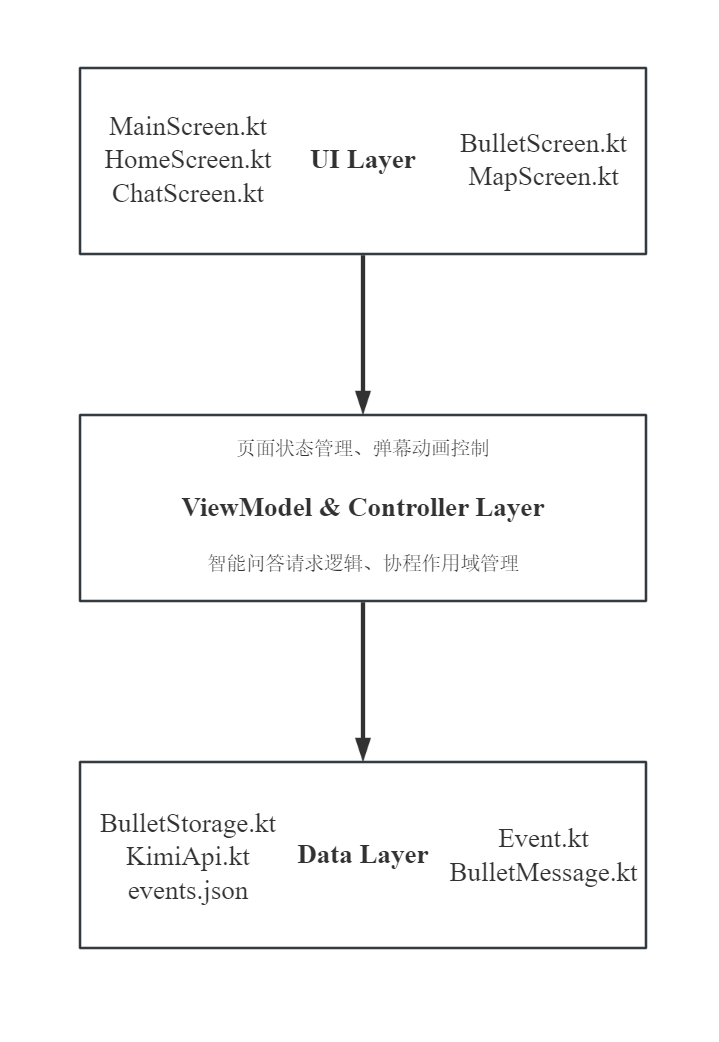 MainScreen.kt
HomeScreen.kt
ChatScreen.kt
UI Layer
BulletScreen.kt
MapScreen.kt
页面状态管理、弹幕动画控制
ViewModel & Controller Layer
智能问答请求逻辑、协程作用域管理
BulletStorage.kt
KimiApi.kt
events.json
Data Layer
Event.kt
BulletMessage.kt